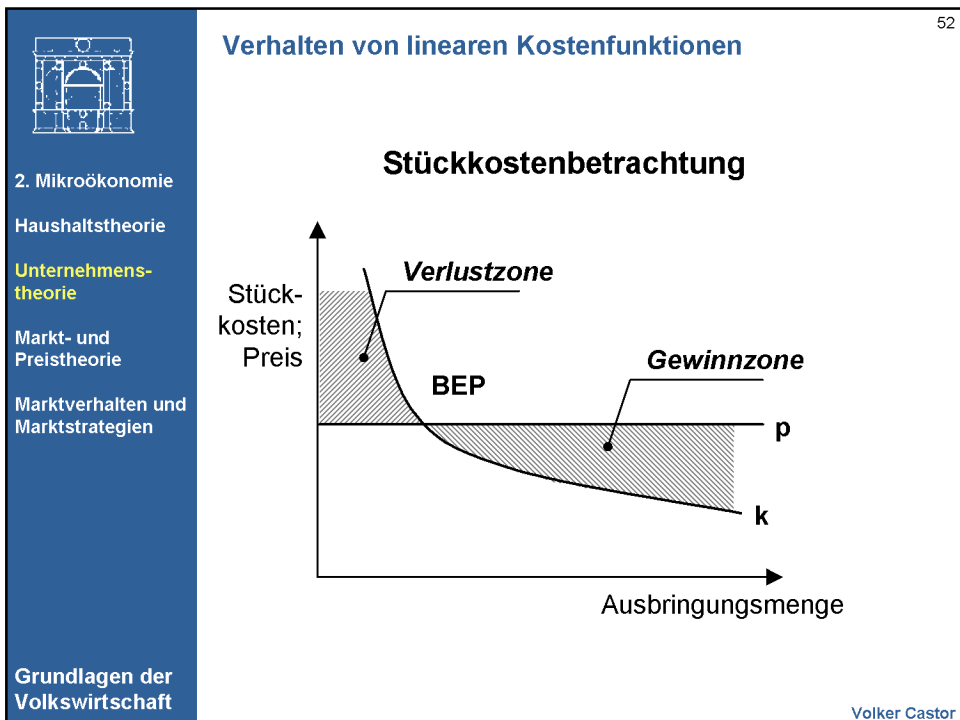 52
Verhalten von linearen Kostenfunktionen
2. Mikroökonomie
Haushaltstheorie
Unternehmens-
theorie
Markt- und
Preistheorie
Marktverhalten und
Marktstrategien
Grundlagen der
Volkswirtschaft
Stückkostenbetrachtung
Stück-
kosten;
Preis
Verlustzone
BEP
Gewinnzone
p
k
Ausbringungsmenge
Volker Castor